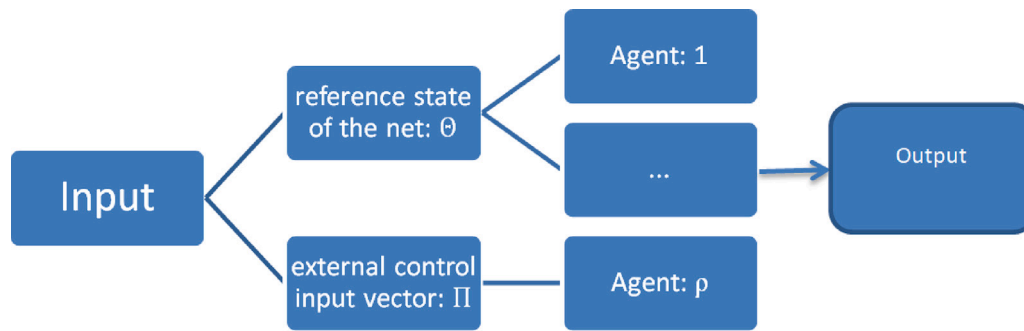 Input
reference state
of the net: Θ
external control
input vector: Π
Agent: 1
...
Agent: ρ
Output